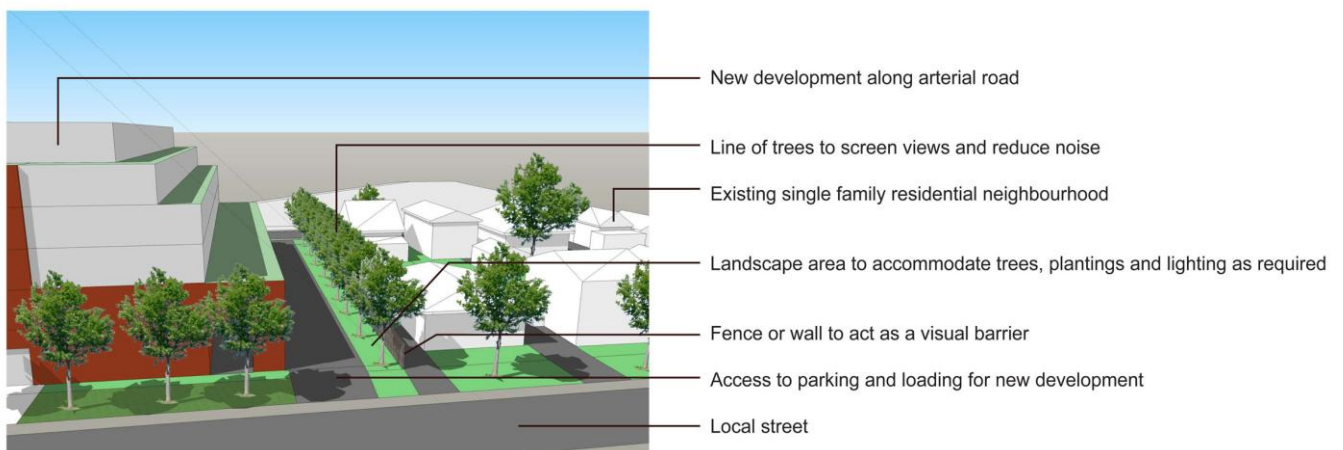 New development along arterial road
Line of trees to screen views and reduce noise
Existing single family residential neighbourhood
Landscape area to accommodate trees, plantings and lighting as required
Fence or wall to act as a visual barrier
Access to parking and loading for new development
Local street